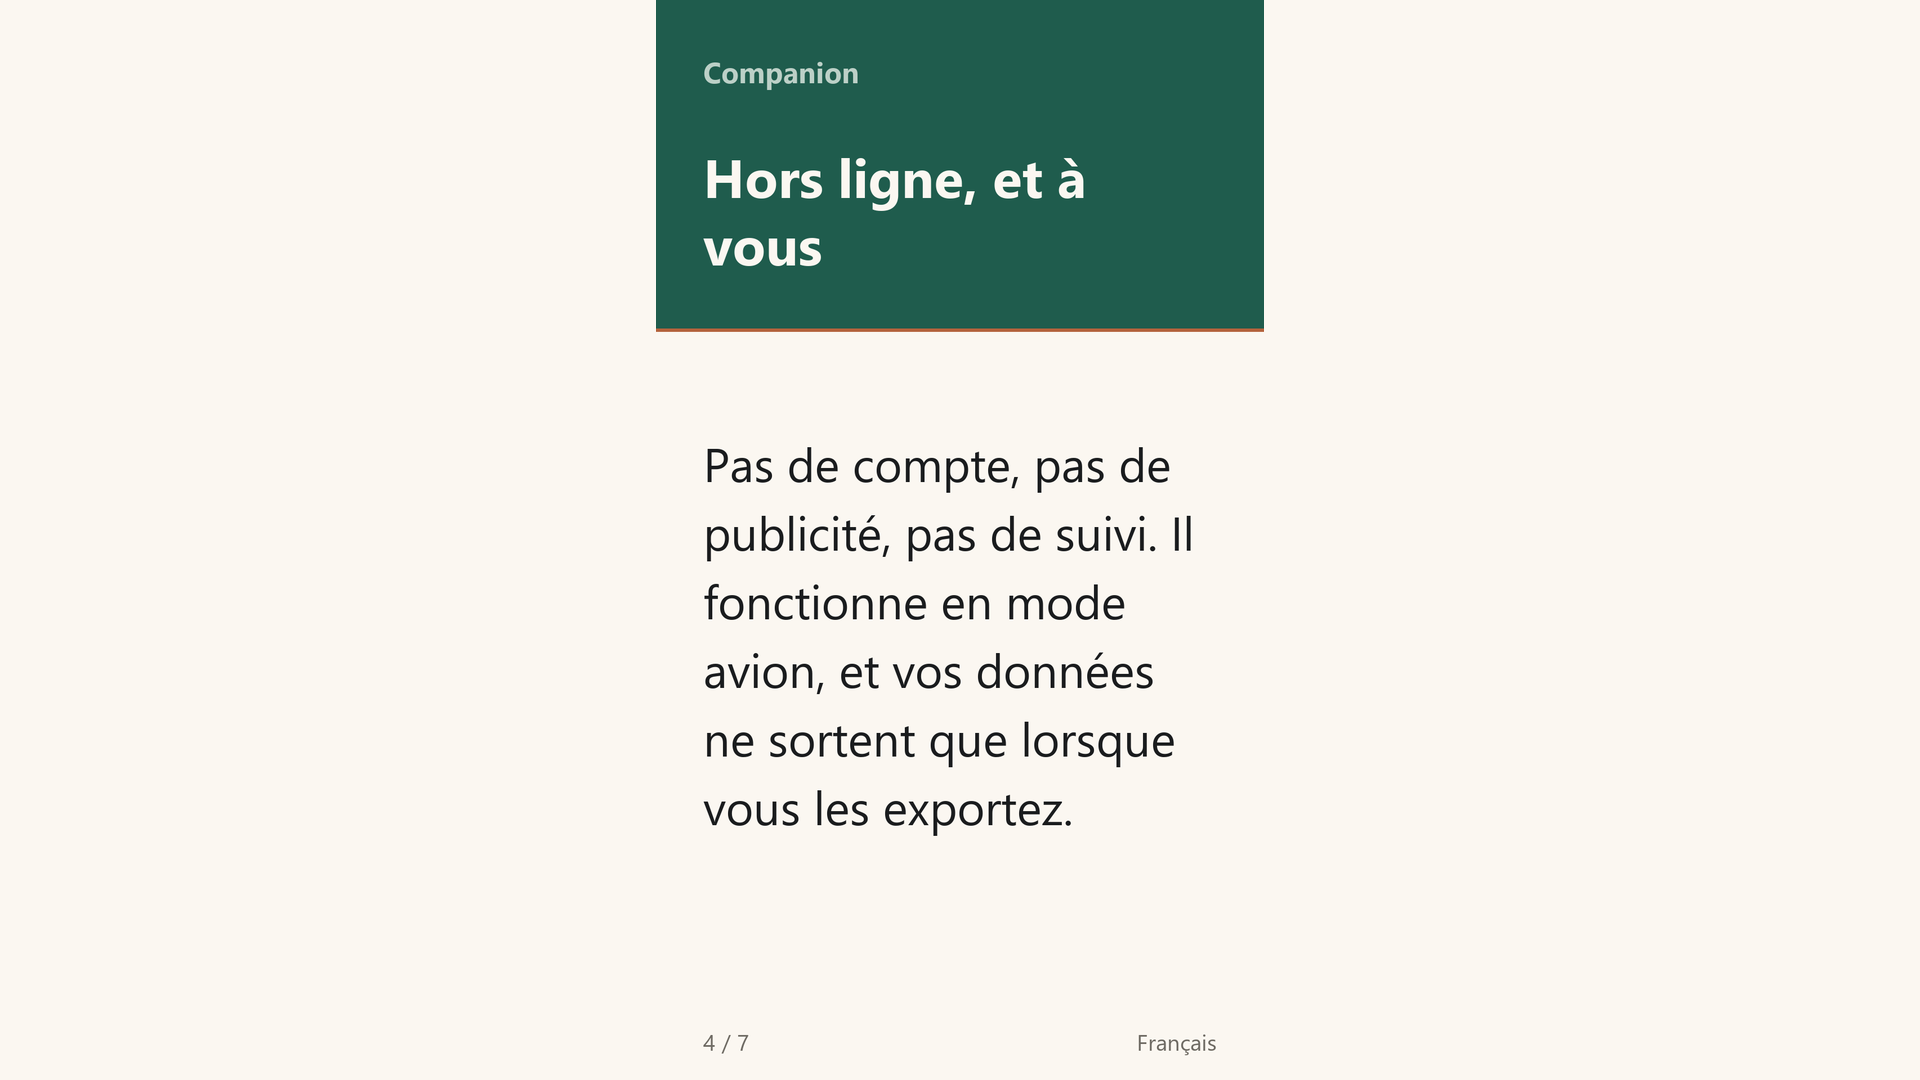 Companion
Hors ligne, et à
vous
Pas de compte, pas de
publicité, pas de suivi. Il
fonctionne en mode
avion, et vos données
ne sortent que lorsque
vous les exportez.
4 / 7
Français